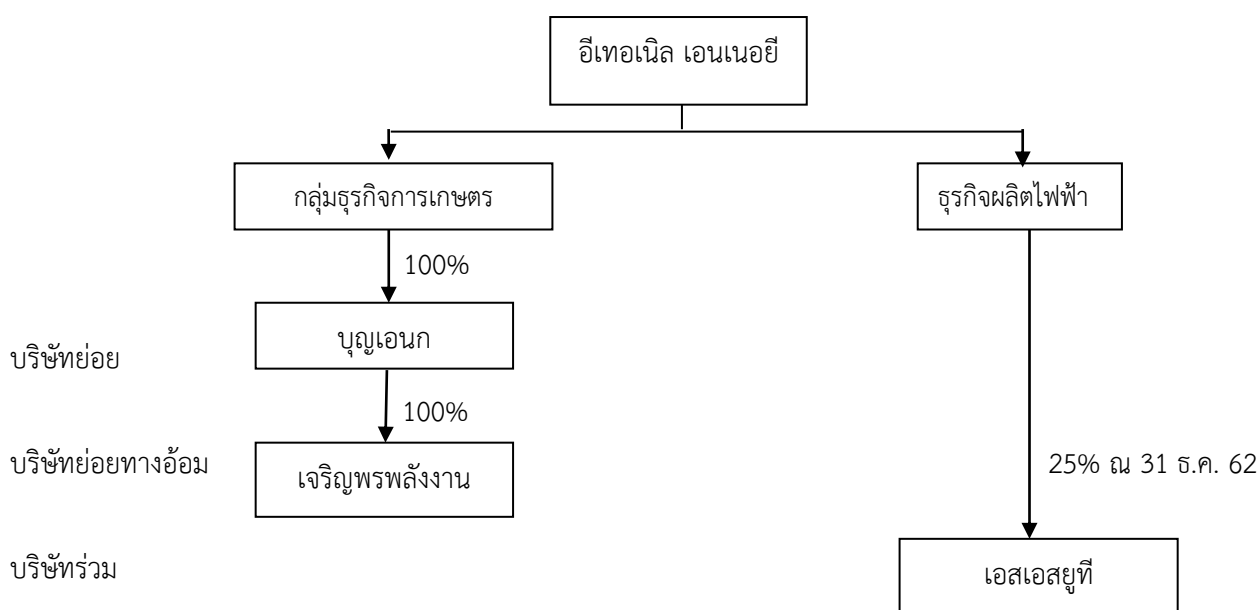 อีเทอเนิล เอนเนอยี
กลุ่มธุรกิจการเกษตร
ธุรกิจผลิตไฟฟ้า
100%
บุญเอนก
บริษัทย่อย
100%
บริษัทย่อยทางอ้อม
เจริญพรพลังงาน
25% ณ 31 ธ.ค. 62
บริษัทร่วม
เอสเอสยูที